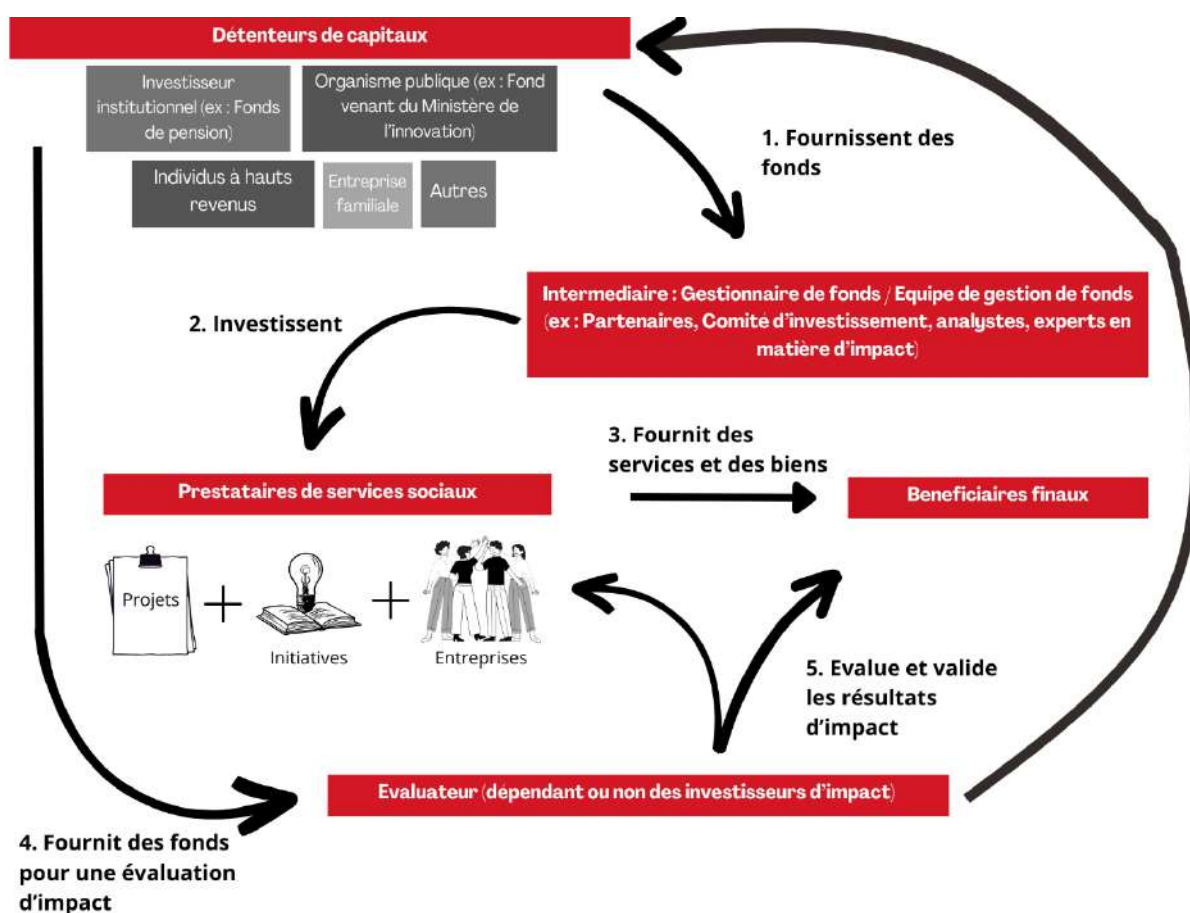 Détenteurs de capitaux
Investisseur
institutionnel (ex : Fonds
de pension)
Organisme publique (ex : Fond
venant du Ministère de
l'innovation)
Individus à hauts
revenus
Entreprise
familiale
Autres
1. Fournissent des
fonds
Intermediaire : Gestionnaire de fonds / Equipe de gestion de fonds
(ex : Partenaires, Comité d'investissement, analystes, experts en
matière d'impact)
2. Investissent
3. Fournit des
services et des biens
Prestataires de services sociaux
Beneficiaires finaux
Projets
Initiatives
Entreprises
5. Evalue et valide
les résultats
d'impact
Evaluateur (dépendant ou non des investisseurs d'impact)
4. Fournit des fonds
pour une évaluation
d'impact